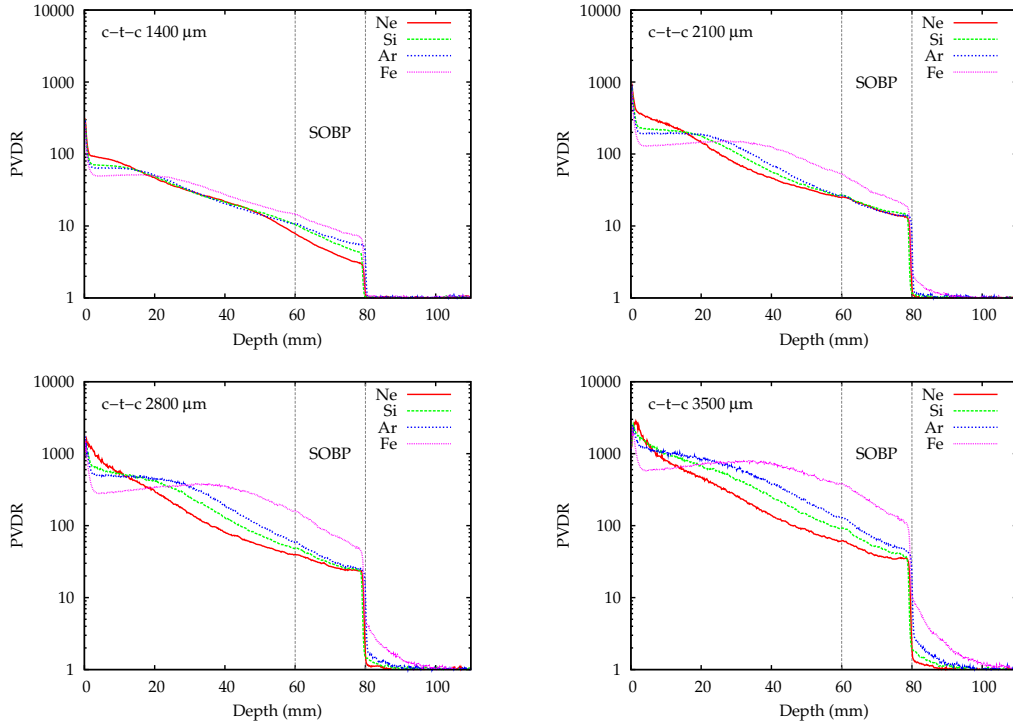 c−t−c 1400 μm
Ne
Si
Ar
Fe
SOBP
PVDR
10000
1000
100
10
1
0 20 40 60 80 100
Depth (mm)
c−t−c 2100 μm
Ne
Si
Ar
Fe
SOBP
PVDR
10000
1000
100
10
1
0 20 40 60 80 100
Depth (mm)
c−t−c 2800 μm
Ne
Si
Ar
Fe
SOBP
PVDR
10000
1000
100
10
1
0 20 40 60 80 100
Depth (mm)
c−t−c 3500 μm
Ne
Si
Ar
Fe
SOBP
PVDR
10000
1000
100
10
1
0 20 40 60 80 100
Depth (mm)